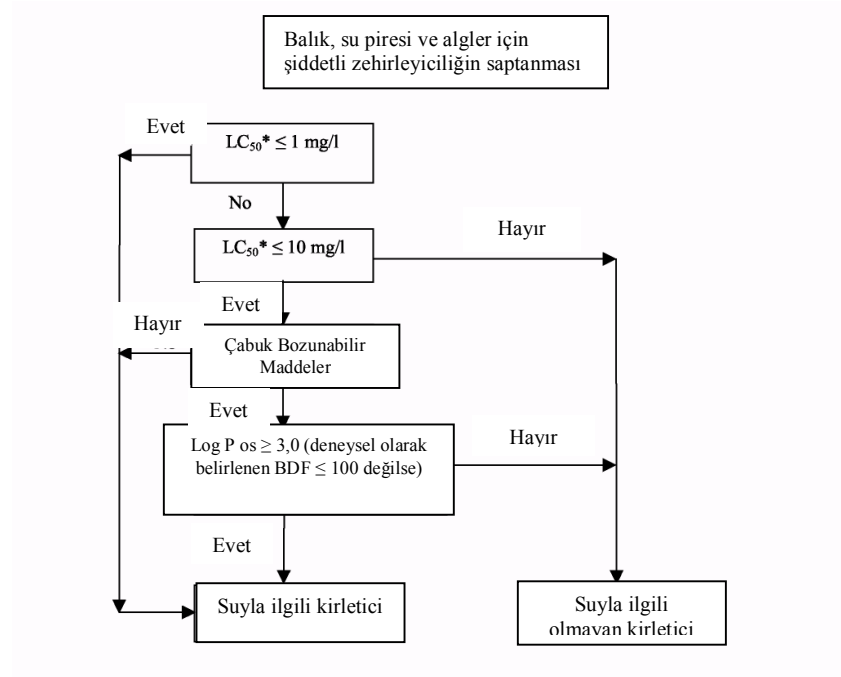 Balık, su piresi ve algler için
şiddetli zehirleyiciliğin saptanması
Evet
LC50* ≤ 1 mg/l
No
LC50* ≤ 10 mg/l
Hayır
Evet
Hayır
Çabuk Bozunabilir
Maddeler
Evet
Log P os ≥ 3,0 (deneysel olarak
belirlenen BDF ≤ 100 değilse)
Hayır
Evet
Suyla ilgili kirletici
Suyla ilgili
olmayan kirletici